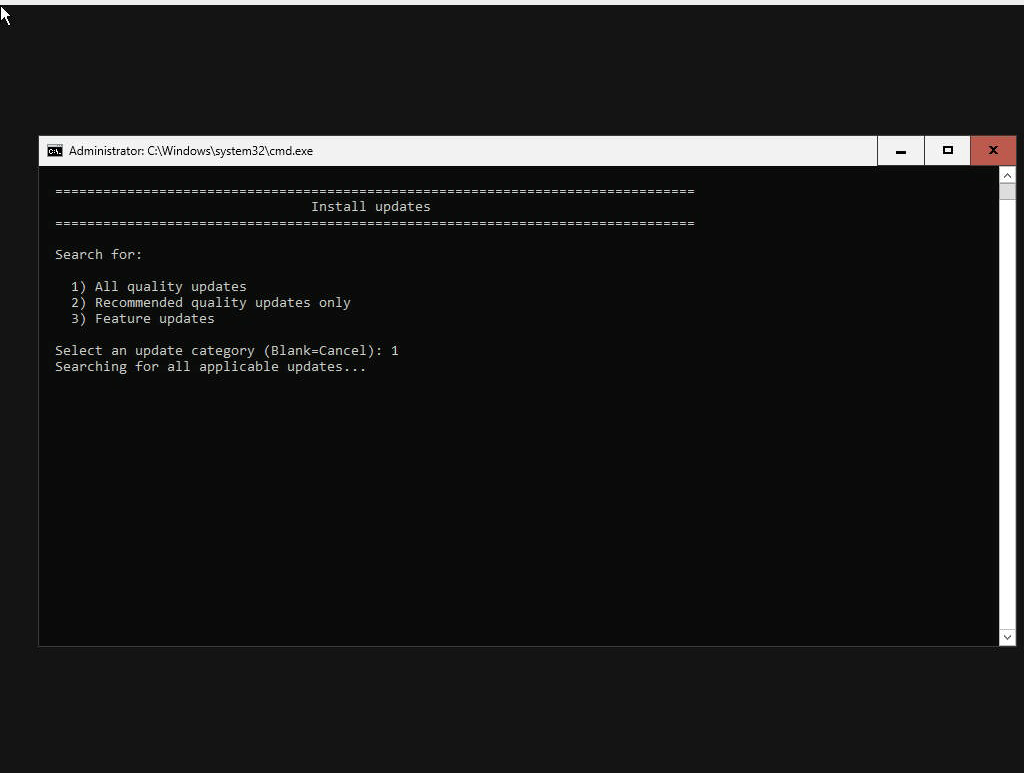 Administrator: C:\Windows\system32\cmd.exe
================================================================================
Install updates
================================================================================
Search for:
1) All quality updates
2) Recommended quality updates only
3) Feature updates
Select an update category (Blank=Cancel): 1
Searching for all applicable updates...